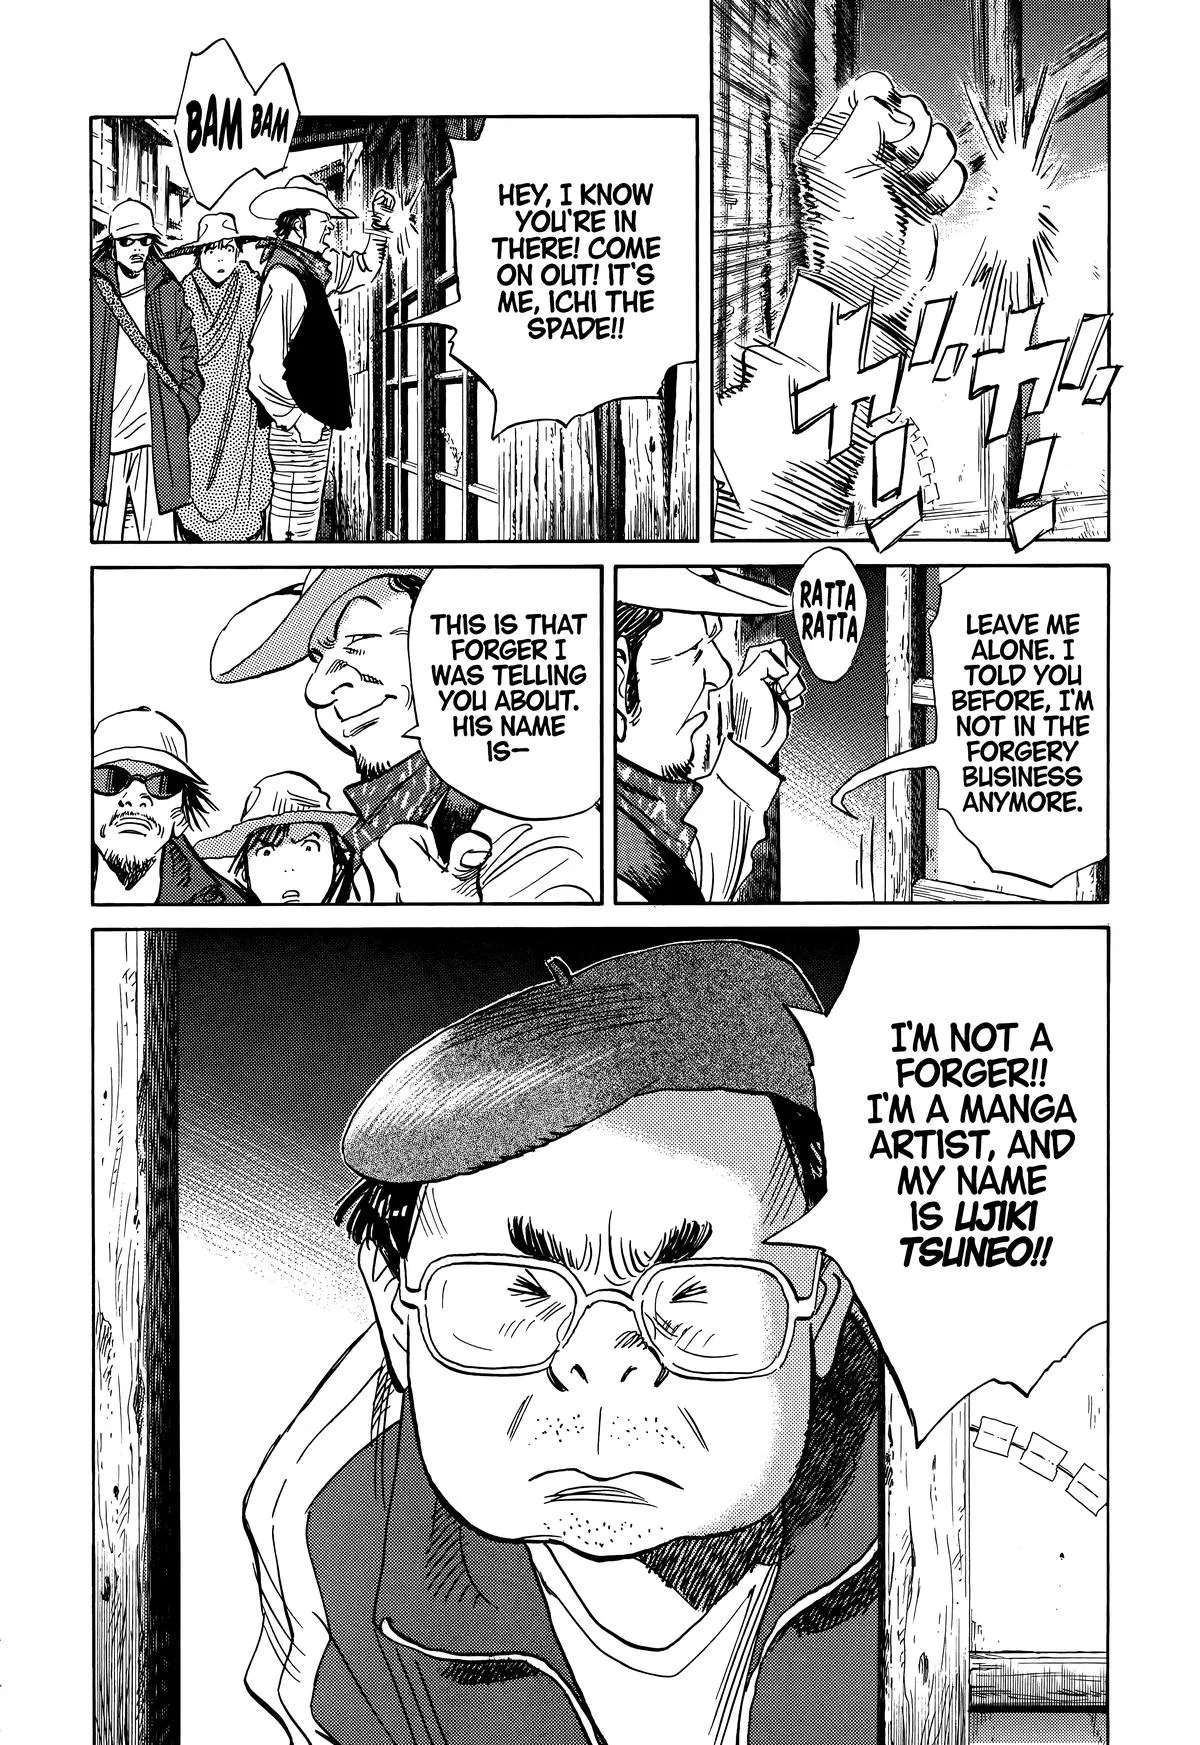 ガン
ガン
BAM BAM
HEY, I KNOW
YOU'RE IN
THERE! COME
ON OUT! IT'S
ME, ICHI THE
SPADE!!
LEAVE ME
ALONE. I
TOLD YOU
BEFORE, I'M
NOT IN THE
FORGERY
BUSINESS
ANYMORE.
RATTA
RATTA
THIS IS THAT
FORGER I
WAS TELLING
YOU ABOUT.
HIS NAME
IS—
I'M NOT A
FORGER!!
I'M A MANGA
ARTIST, AND
MY NAME
IS UJIKI
TSUNEO!!